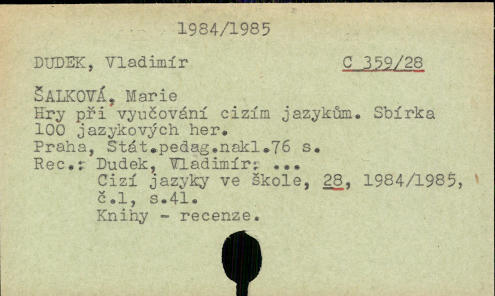 1984/1985
DUDEK, Vladimír C 359/28
ŠALKOVÁ, Marie
Hry při vyučování cizím jazykům. Sbírka
100 jazykových her.
Praha, Stát.pedag.nakl.76 s.
Rec.: Dudek, Vladimír: ...
Cizí jazyky ve škole, 28, 1984/1985,
č.1, s.41.
Knihy - recenze.